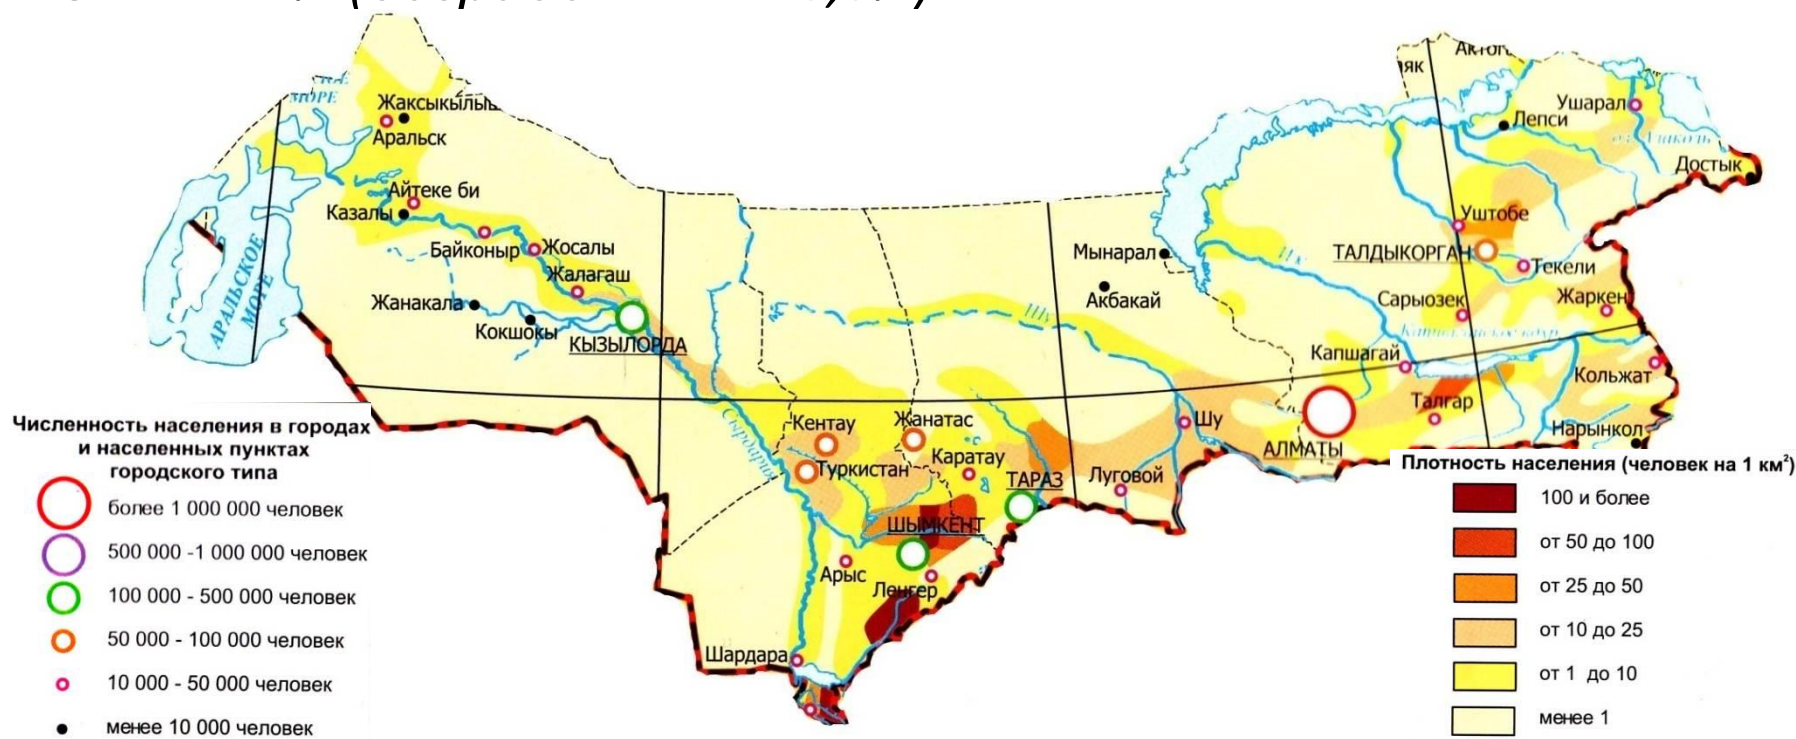 МОРЕ
Жаксыкылыш
Аральск
Айтеке би
Казалы
Байконыр
Жосалы
Жалагаш
Жанакала
Кокшокы
КЫЗЫЛОРДА
АРАЛЬСКОЕ
МОРЕ
Сырдария
Кентау
Туркистан
Жанатас
Каратау
ТАРАЗ
ШЫМКЕНТ
Арыс
Ленгер
Шардара
Шу
Мынарал
Акбакай
Шу
Луговой
Или
АЛМАТЫ
Капшагай
Талгар
Сарыозек
ТАЛДЫКОРГАН
Уштобе
Текели
Жаркен
Кольжат
Нарынкол
Лепси
Ушарал
Достык
Численность населения в городах
и населенных пунктах
городского типа
более 1 000 000 человек
500 000 -1 000 000 человек
100 000 - 500 000 человек
50 000 - 100 000 человек
10 000 - 50 000 человек
менее 10 000 человек
Плотность населения (человек на 1 км²)
100 и более
от 50 до 100
от 25 до 50
от 10 до 25
от 1 до 10
менее 1